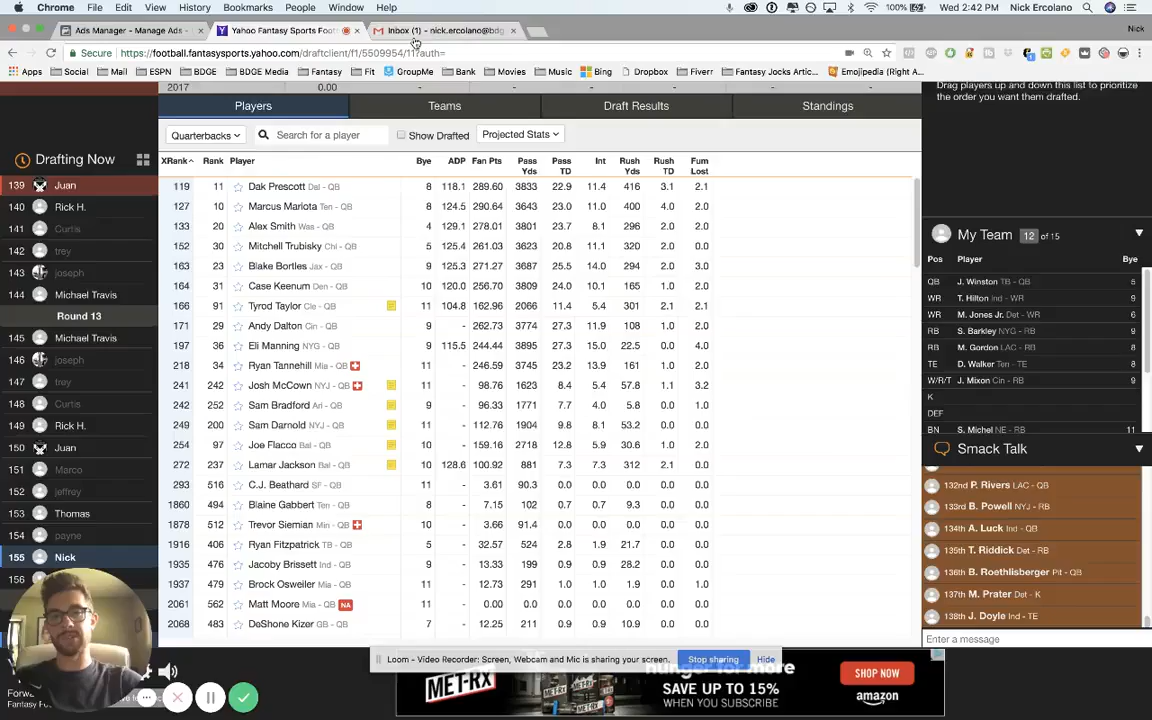 Chrome File Edit View History Bookmarks People Window Help 100% Wed 2:42 PM Nick Ercolano
Ads Manager - Manage Ads - Yahoo Fantasy Sports Foot Inbox (1) - nick.ercolano@bdg Nick
Secure https://football.fantasysports.yahoo.com/draftclient/f1/5509954/11?auth=
Apps Social Mail ESPN BDGE BDGE Media Fantasy Fit GroupMe Bank Movies Music Bing Dropbox Fiverr Fantasy Jocks Artic... Emojipedia (Right A...
2017 0.00 - - - - - -
Players Teams Draft Results Standings
Quarterbacks Search for a player Show Drafted Projected Stats
XRank Rank Player Bye ADP Fan Pts Pass Yds Pass TD Int Rush Yds Rush TD Fum Lost
119 11 Dak Prescott Dal - QB 8 118.1 289.60 3833 22.9 11.4 416 3.1 2.1
127 10 Marcus Mariota Ten - QB 8 124.5 290.64 3643 23.0 11.0 400 4.0 2.0
133 20 Alex Smith Was - QB 4 129.1 278.01 3801 23.7 8.1 296 2.0 2.0
152 30 Mitchell Trubisky Chi - QB 5 125.4 261.03 3623 20.8 11.1 320 2.0 0.0
163 23 Blake Bortles Jax - QB 9 125.3 271.27 3687 25.5 14.0 294 2.0 3.0
164 31 Case Keenum Den - QB 10 120.0 256.70 3809 24.0 10.1 165 1.0 2.0
166 91 Tyrod Taylor Cle - QB 11 104.8 162.96 2066 11.4 5.4 301 2.1 2.1
171 29 Andy Dalton Cin - QB 9 - 262.73 3774 27.3 11.9 108 1.0 2.0
197 36 Eli Manning NYG - QB 9 115.5 244.44 3895 23.2 15.0 22.5 0.0 4.0
218 34 Ryan Tannehill Mia - QB 11 - 246.59 3745 23.9 13.9 161 1.0 2.0
241 242 Josh McCown NYJ - QB 11 - 98.76 1623 8.4 5.4 57.8 1.1 3.2
242 252 Sam Bradford Ari - QB 9 - 96.33 1771 7.7 4.0 5.8 0.0 1.0
249 200 Sam Darnold NYJ - QB 11 - 112.76 1904 9.8 8.1 53.2 0.0 0.0
254 97 Joe Flacco Bal - QB 10 - 159.16 2718 12.8 5.9 30.6 1.0 2.0
272 237 Lamar Jackson Bal - QB 10 128.6 100.92 881 7.3 7.3 312 2.1 0.0
293 516 C.J. Beathard SF - QB 11 - 3.61 90.3 0.0 0.0 0.0 0.0 0.0
1860 494 Blaine Gabbert Ten - QB 8 - 7.15 102 0.7 0.7 9.3 0.0 0.0
1878 512 Trevor Siemian Min - QB 10 - 3.66 91.4 0.0 0.0 0.0 0.0 0.0
1916 406 Ryan Fitzpatrick TB - QB 5 - 32.57 524 2.8 1.9 21.7 0.0 0.0
1935 476 Jacoby Brissett Ind - QB 9 - 13.33 199 0.9 0.9 28.2 0.0 0.0
1937 479 Brock Osweiler Mia - QB 11 - 12.73 291 1.0 1.0 1.9 0.0 1.0
2061 562 Matt Moore Mia - QB NA 11 - 0.00 0.0 0.0 0.0 0.0 0.0 0.0
2068 483 DeShone Kizer GB - QB 7 - 12.25 211 0.9 0.9 10.9 0.0 0.0
Drafting Now
139 Juan
140 Rick H.
141 Curtis
142 trey
143 joseph
144 Michael Travis
Round 13
145 Michael Travis
146 joseph
147 trey
148 Curtis
149 Rick H.
150 Juan
151 Marco
152 jeffrey
153 Thomas
154 payne
155 Nick
156
Drag players up and down this list to prioritize
the order you want them drafted.
My Team 12 of 15
Pos Player Bye
QB J. Winston TB - QB 5
WR T. Hilton Ind - WR 9
WR M. Jones Jr. Det - WR 6
RB S. Barkley NYG - RB 9
RB M. Gordon LAC - RB 8
TE D. Walker Ten - TE 8
W/R/T J. Mixon Cin - RB 9
K
DEF
BN S. Michel NE - RB 11
Smack Talk
132nd P. Rivers LAC - QB
133rd B. Powell NYJ - RB
134th A. Luck Ind - QB
135th T. Riddick Det - RB
136th B. Roethlisberger Pit - QB
137th M. Prater Det - K
138th J. Doyle Ind - TE
Enter a message
Loom - Video Recorder: Screen, Webcam and Mic is sharing your screen. Stop sharing Hide
MET-RX hunger for more
SAVE UP TO 15%
WHEN YOU SUBSCRIBE
SHOP NOW
amazon